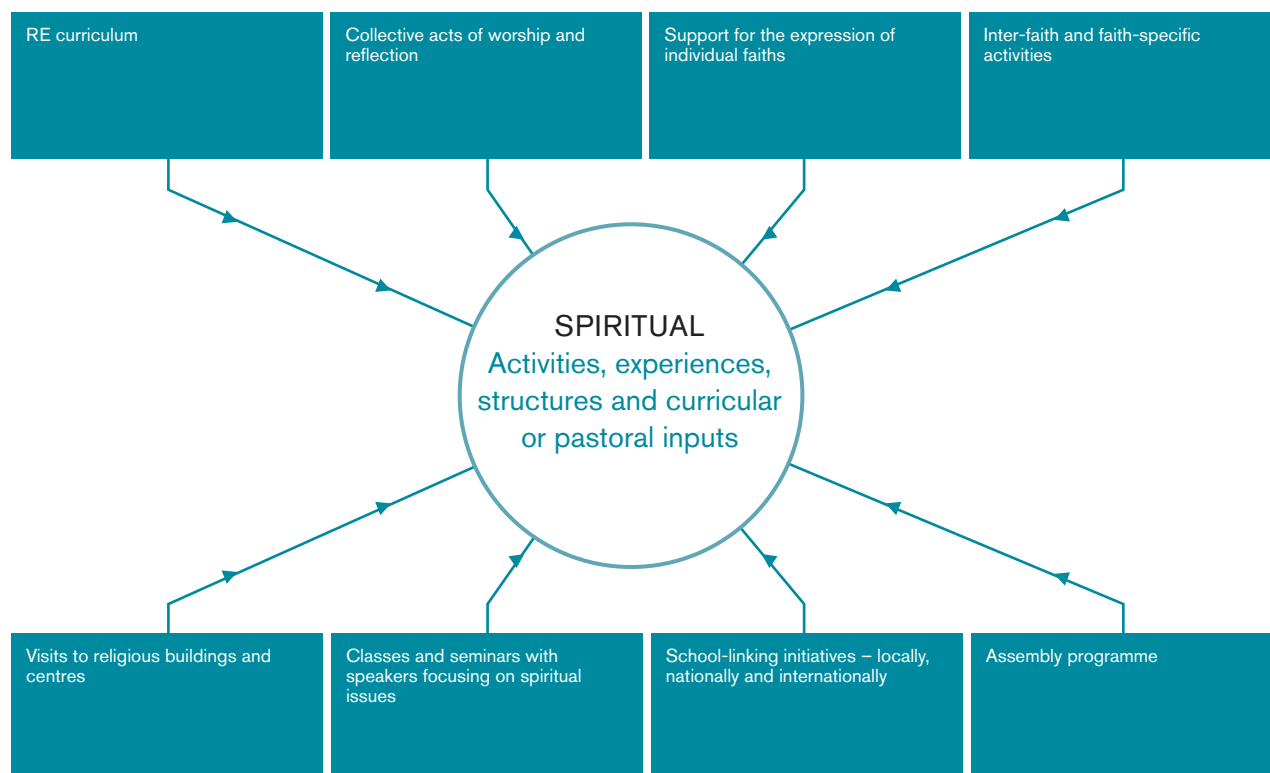 RE curriculum
Collective acts of worship and
reflection
Support for the expression of
individual faiths
Inter-faith and faith-specific
activities
SPIRITUAL
Activities, experiences,
structures and curricular
or pastoral inputs
Visits to religious buildings and
centres
Classes and seminars with
speakers focusing on spiritual
issues
School-linking initiatives – locally,
nationally and internationally
Assembly programme